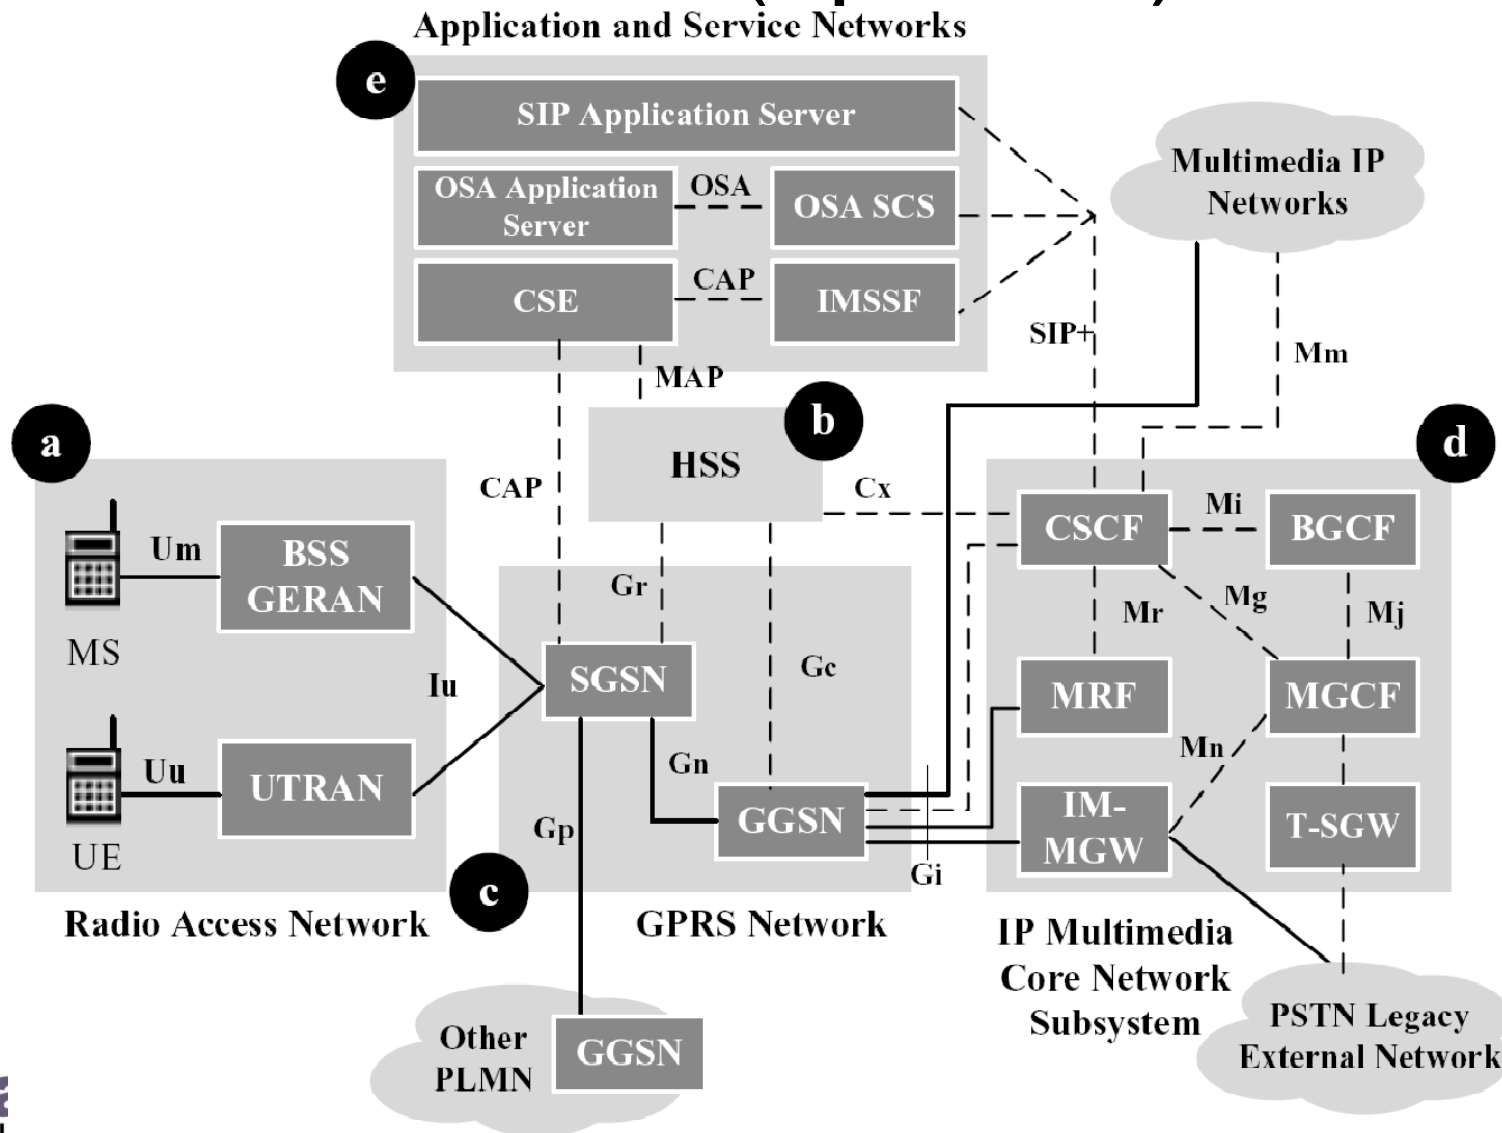 Application and Service Networks
e
SIP Application Server
OSA Application
Server
OSA
OSA SCS
CSE
CAP
IMSSF
Multimedia IP
Networks
SIP+
Mm
MAP
a
b
d
HSS
CAP
Cx
MS
Um
BSS
GERAN
Iu
UE
Uu
UTRAN
Radio Access Network
c
Gr
Gc
SGSN
Gn
Gp
GGSN
Gi
GPRS Network
CSCF
Mi
BGCF
Mr
Mg
Mj
MRF
MGCF
Mn
IM-
MGW
T-SGW
IP Multimedia
Core Network
Subsystem
Other
PLMN
GGSN
PSTN Legacy
External Network